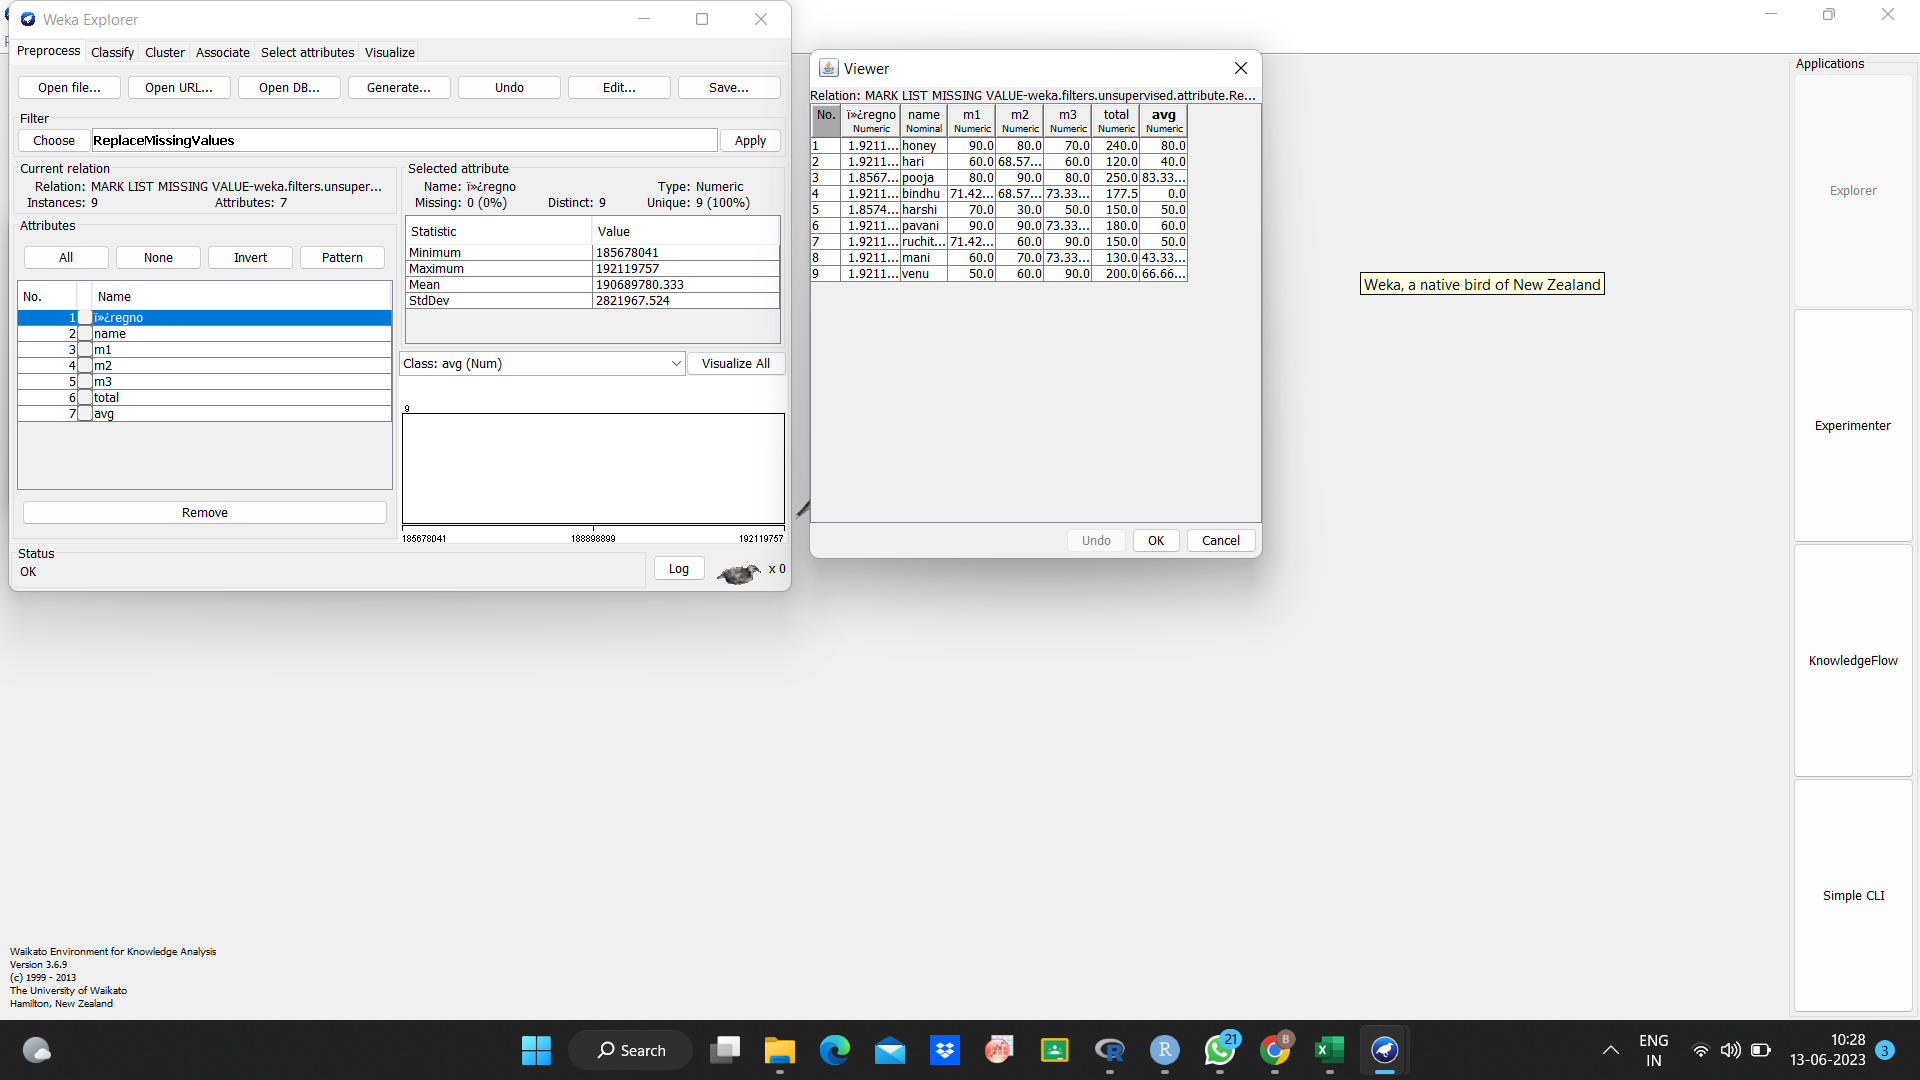 Weka Explorer
Preprocess Classify Cluster Associate Select attributes Visualize
Open file... Open URL... Open DB... Generate... Undo Edit... Save...
Filter
Choose ReplaceMissingValues Apply
Current relation
Relation: MARK LIST MISSING VALUE-weka.filters.unsuper...
Instances: 9 Attributes: 7
Attributes
All None Invert Pattern
No. Name
1 ï»¿regno
2 name
3 m1
4 m2
5 m3
6 total
7 avg
Remove
Selected attribute
Name: ï»¿regno Type: Numeric
Missing: 0 (0%) Distinct: 9 Unique: 9 (100%)
Statistic Value
Minimum 185678041
Maximum 192119757
Mean 190689780.333
StdDev 2821967.524
Class: avg (Num) Visualize All
9
185678041 188898899 192119757
Status
OK
Log x 0
Viewer
Relation: MARK LIST MISSING VALUE-weka.filters.unsupervised.attribute.Re...
No. ï»¿regno name m1 m2 m3 total avg
Numeric Nominal Numeric Numeric Numeric Numeric Numeric
1 1.9211... honey 90.0 80.0 70.0 240.0 80.0
2 1.9211... hari 60.0 68.57... 60.0 120.0 40.0
3 1.8567... pooja 80.0 90.0 80.0 250.0 83.33...
4 1.9211... bindhu 71.42... 68.57... 73.33... 177.5 0.0
5 1.8574... harshi 70.0 30.0 50.0 150.0 50.0
6 1.9211... pavani 90.0 90.0 73.33... 180.0 60.0
7 1.9211... ruchit... 71.42... 60.0 90.0 150.0 50.0
8 1.9211... mani 60.0 70.0 73.33... 130.0 43.33...
9 1.9211... venu 50.0 60.0 90.0 200.0 66.66...
Undo OK Cancel
Weka, a native bird of New Zealand
Applications
Explorer
Experimenter
KnowledgeFlow
Simple CLI
Waikato Environment for Knowledge Analysis
Version 3.6.9
(c) 1999 - 2013
The University of Waikato
Hamilton, New Zealand
Search
21
B
ENG
IN
10:28
13-06-2023
3